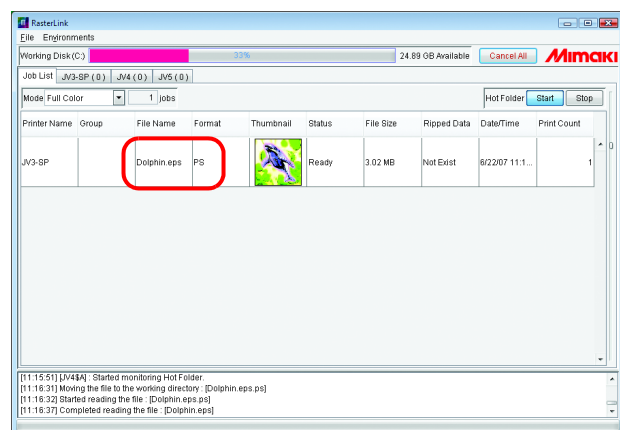 RasterLink
File Environments
Working Disk(C:) 33% 24.89 GB Available Cancel All Mimaki
Job List JV3-SP ( 0 ) JV4 ( 0 ) JV5 ( 0 )
Mode Full Color 1 jobs Hot Folder Start Stop
Printer Name Group File Name Format Thumbnail Status File Size Ripped Data Date/Time Print Count
JV3-SP Dolphin.eps PS Ready 3.02 MB Not Exist 6/22/07 11:1... 1
0
[11:15:51] [JV4$A] : Started monitoring Hot Folder.
[11:16:31] Moving the file to the working directory : [Dolphin.eps.ps]
[11:16:32] Started reading the file : [Dolphin.eps.ps]
[11:16:37] Completed reading the file : [Dolphin.eps]